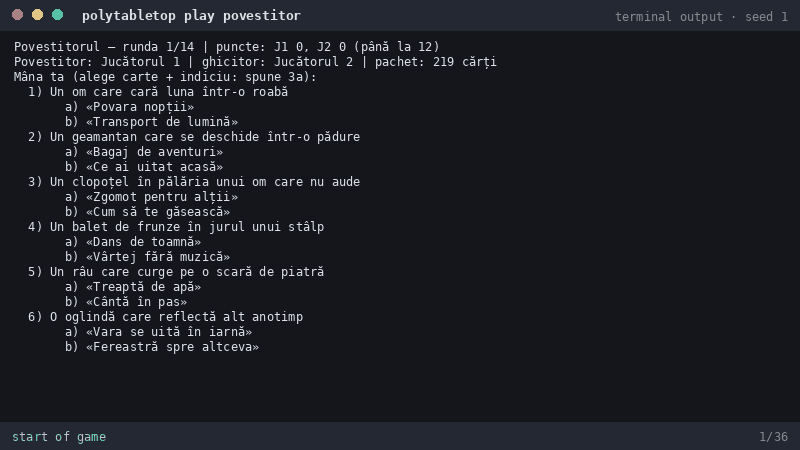 polytabletop play povestitor
terminal output · seed 1
Povestitorul — runda 1/14 | puncte: J1 0, J2 0 (până la 12)
Povestitor: Jucătorul 1 | ghicitor: Jucătorul 2 | pachet: 219 cărți
Mâna ta (alege carte + indiciu: spune 3a):
1) Un om care cară luna într-o roabă
a) «Povara nopții»
b) «Transport de lumină»
2) Un geamantan care se deschide într-o pădure
a) «Bagaj de aventuri»
b) «Ce ai uitat acasă»
3) Un clopoțel în pălăria unui om care nu aude
a) «Zgomot pentru alții»
b) «Cum să te găsească»
4) Un balet de frunze în jurul unui stâlp
a) «Dans de toamnă»
b) «Vârtej fără muzică»
5) Un râu care curge pe o scară de piatră
a) «Treaptă de apă»
b) «Cântă în pas»
6) O oglindă care reflectă alt anotimp
a) «Vara se uită în iarnă»
b) «Fereastră spre altceva»
start of game
1/36